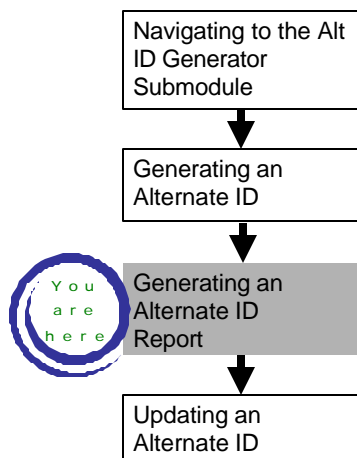 Navigating to the Alt
ID Generator
Submodule
Generating an
Alternate ID
You
are
here
Generating an
Alternate ID
Report
Updating an
Alternate ID